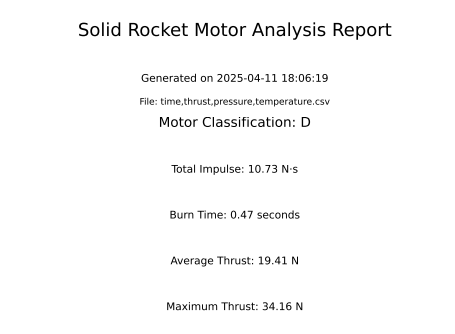 Solid Rocket Motor Analysis Report
Generated on 2025-04-11 18:06:19
File: time,thrust,pressure,temperature.csv
Motor Classification: D
Total Impulse: 10.73 N·s
Burn Time: 0.47 seconds
Average Thrust: 19.41 N
Maximum Thrust: 34.16 N